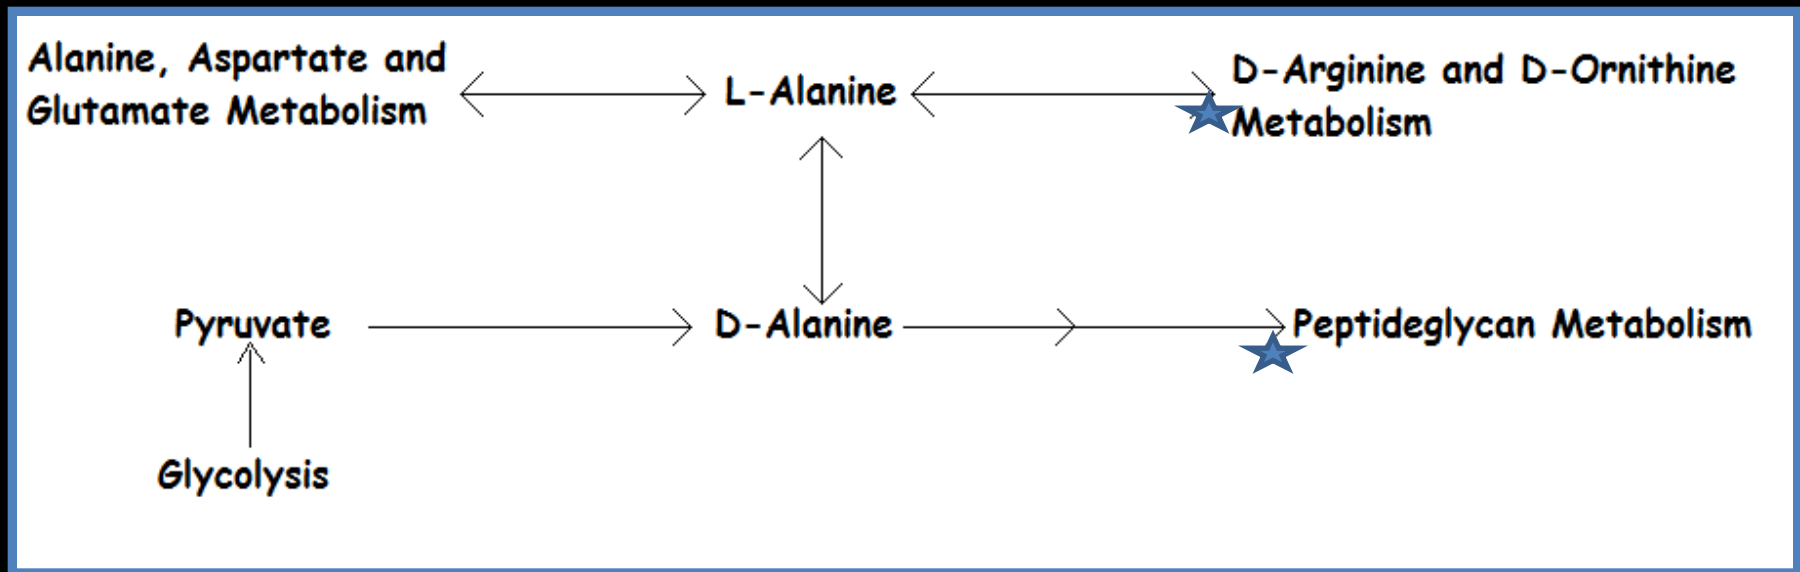 Alanine, Aspartate and
Glutamate Metabolism
L-Alanine
D-Arginine and D-Ornithine
Metabolism
Pyruvate
D-Alanine
Peptideglycan Metabolism
Glycolysis